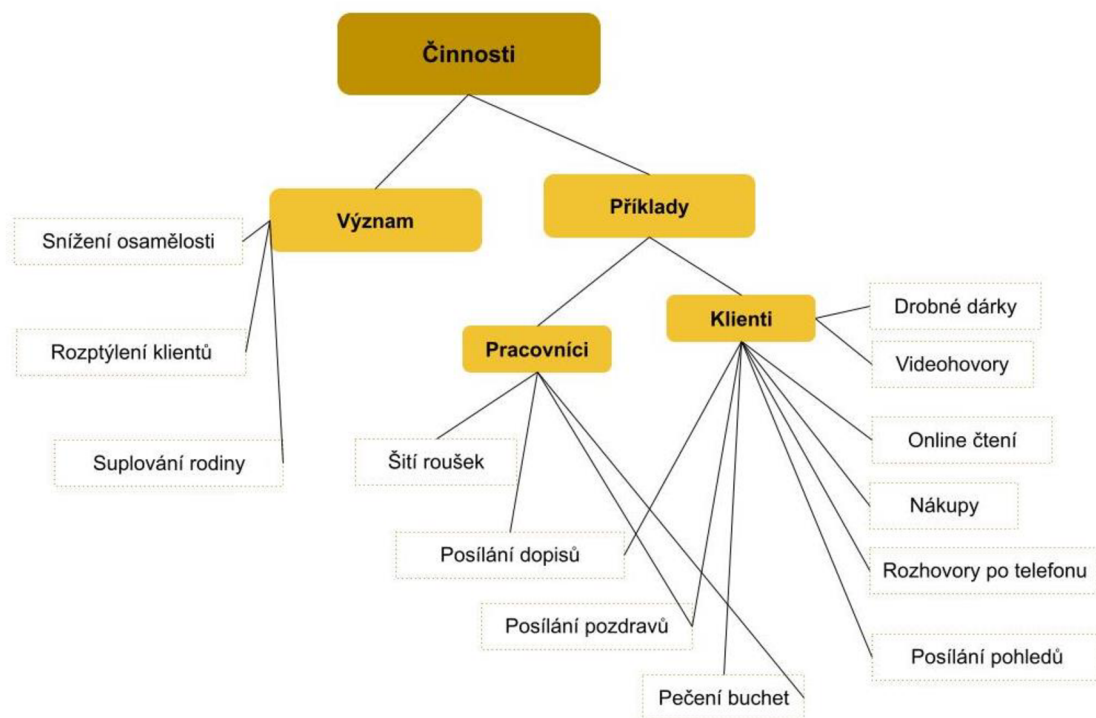 Činnosti
Význam
Příklady
Snížení osamělosti
Rozptýlení klientů
Suplování rodiny
Pracovníci
Klienti
Drobné dárky
Videohovory
Online čtení
Nákupy
Rozhovory po telefonu
Posílání pohledů
Šití roušek
Posílání dopisů
Posílání pozdravů
Pečení buchet